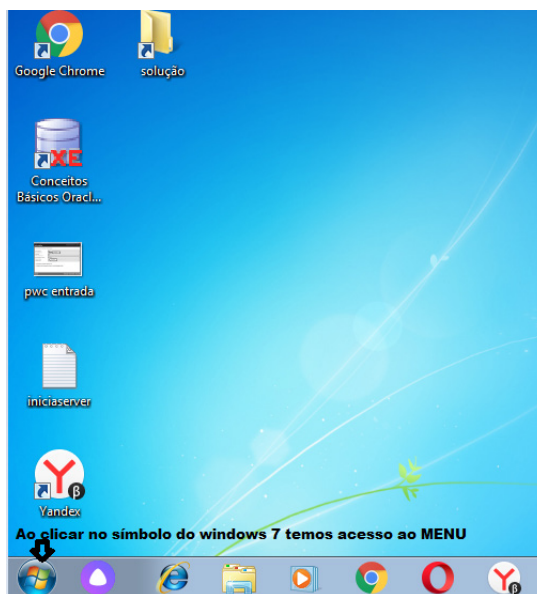 Google Chrome
solução
XE
Conceitos
Básicos Oracl...
pwc entrada
iniciaserver
Y β
Yandex
Ao clicar no símbolo do windows 7 temos acesso ao MENU
Y β